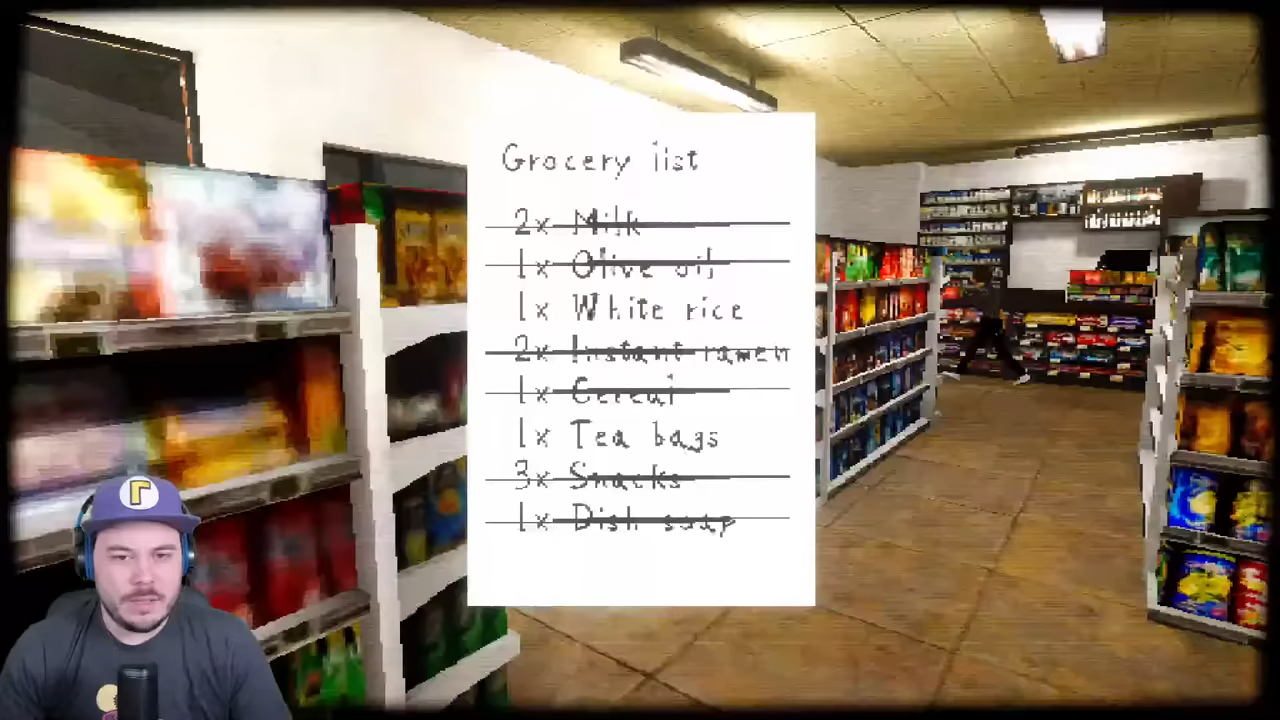 Grocery list
2x Milk
1x Olive oil
1x White rice
2x Instant ramen
1x Cereal
1x Tea bags
3x Snacks
1x Dish soap